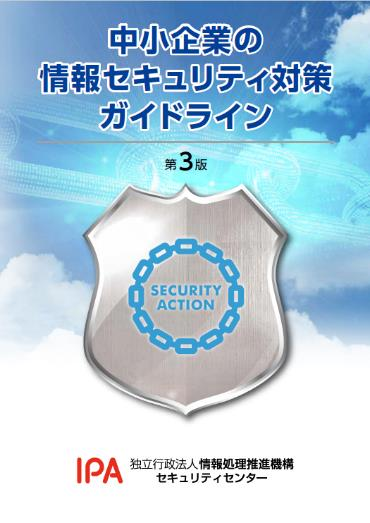 中小企業の
情報セキュリティ対策
ガイドライン
第3版
SECURITY
ACTION
IPA 独立行政法人情報処理推進機構
セキュリティセンター